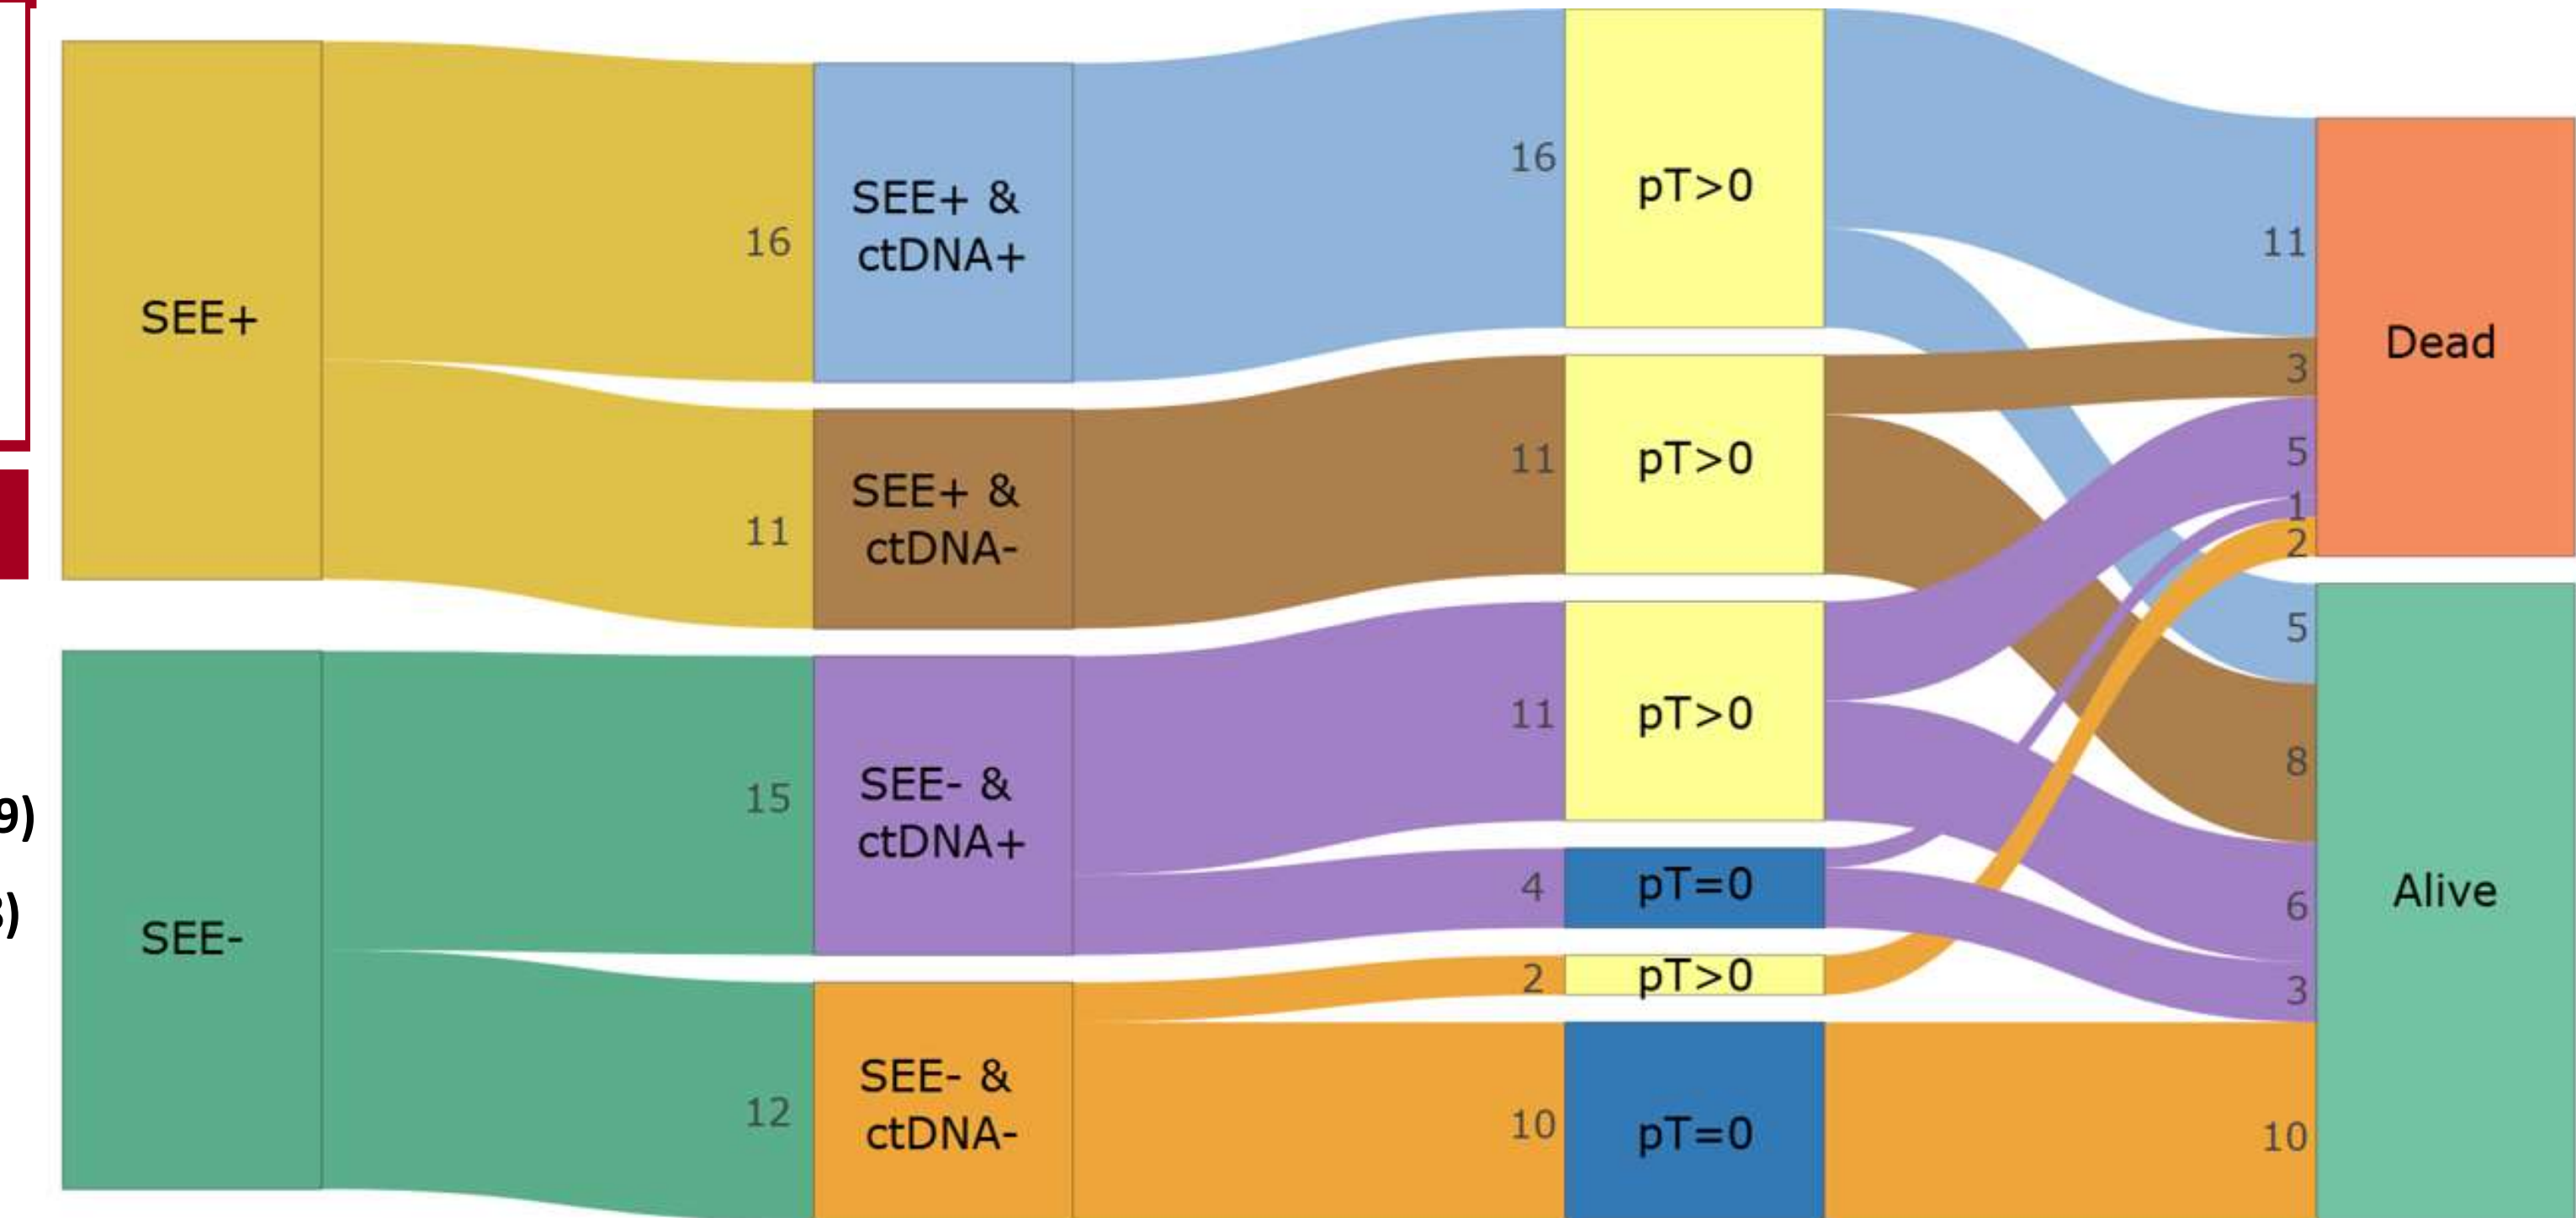 SEE+
SEE-
9)
16
11
15
12
SEE+ &
ctDNA+
SEE+ &
ctDNA-
SEE- &
ctDNA+
SEE- &
ctDNA-
16
11
11
4
2
10
pT>0
pT>0
pT>0
pT=0
pT>0
pT=0
11
3
5
1
2
5
8
6
3
10
Dead
Alive